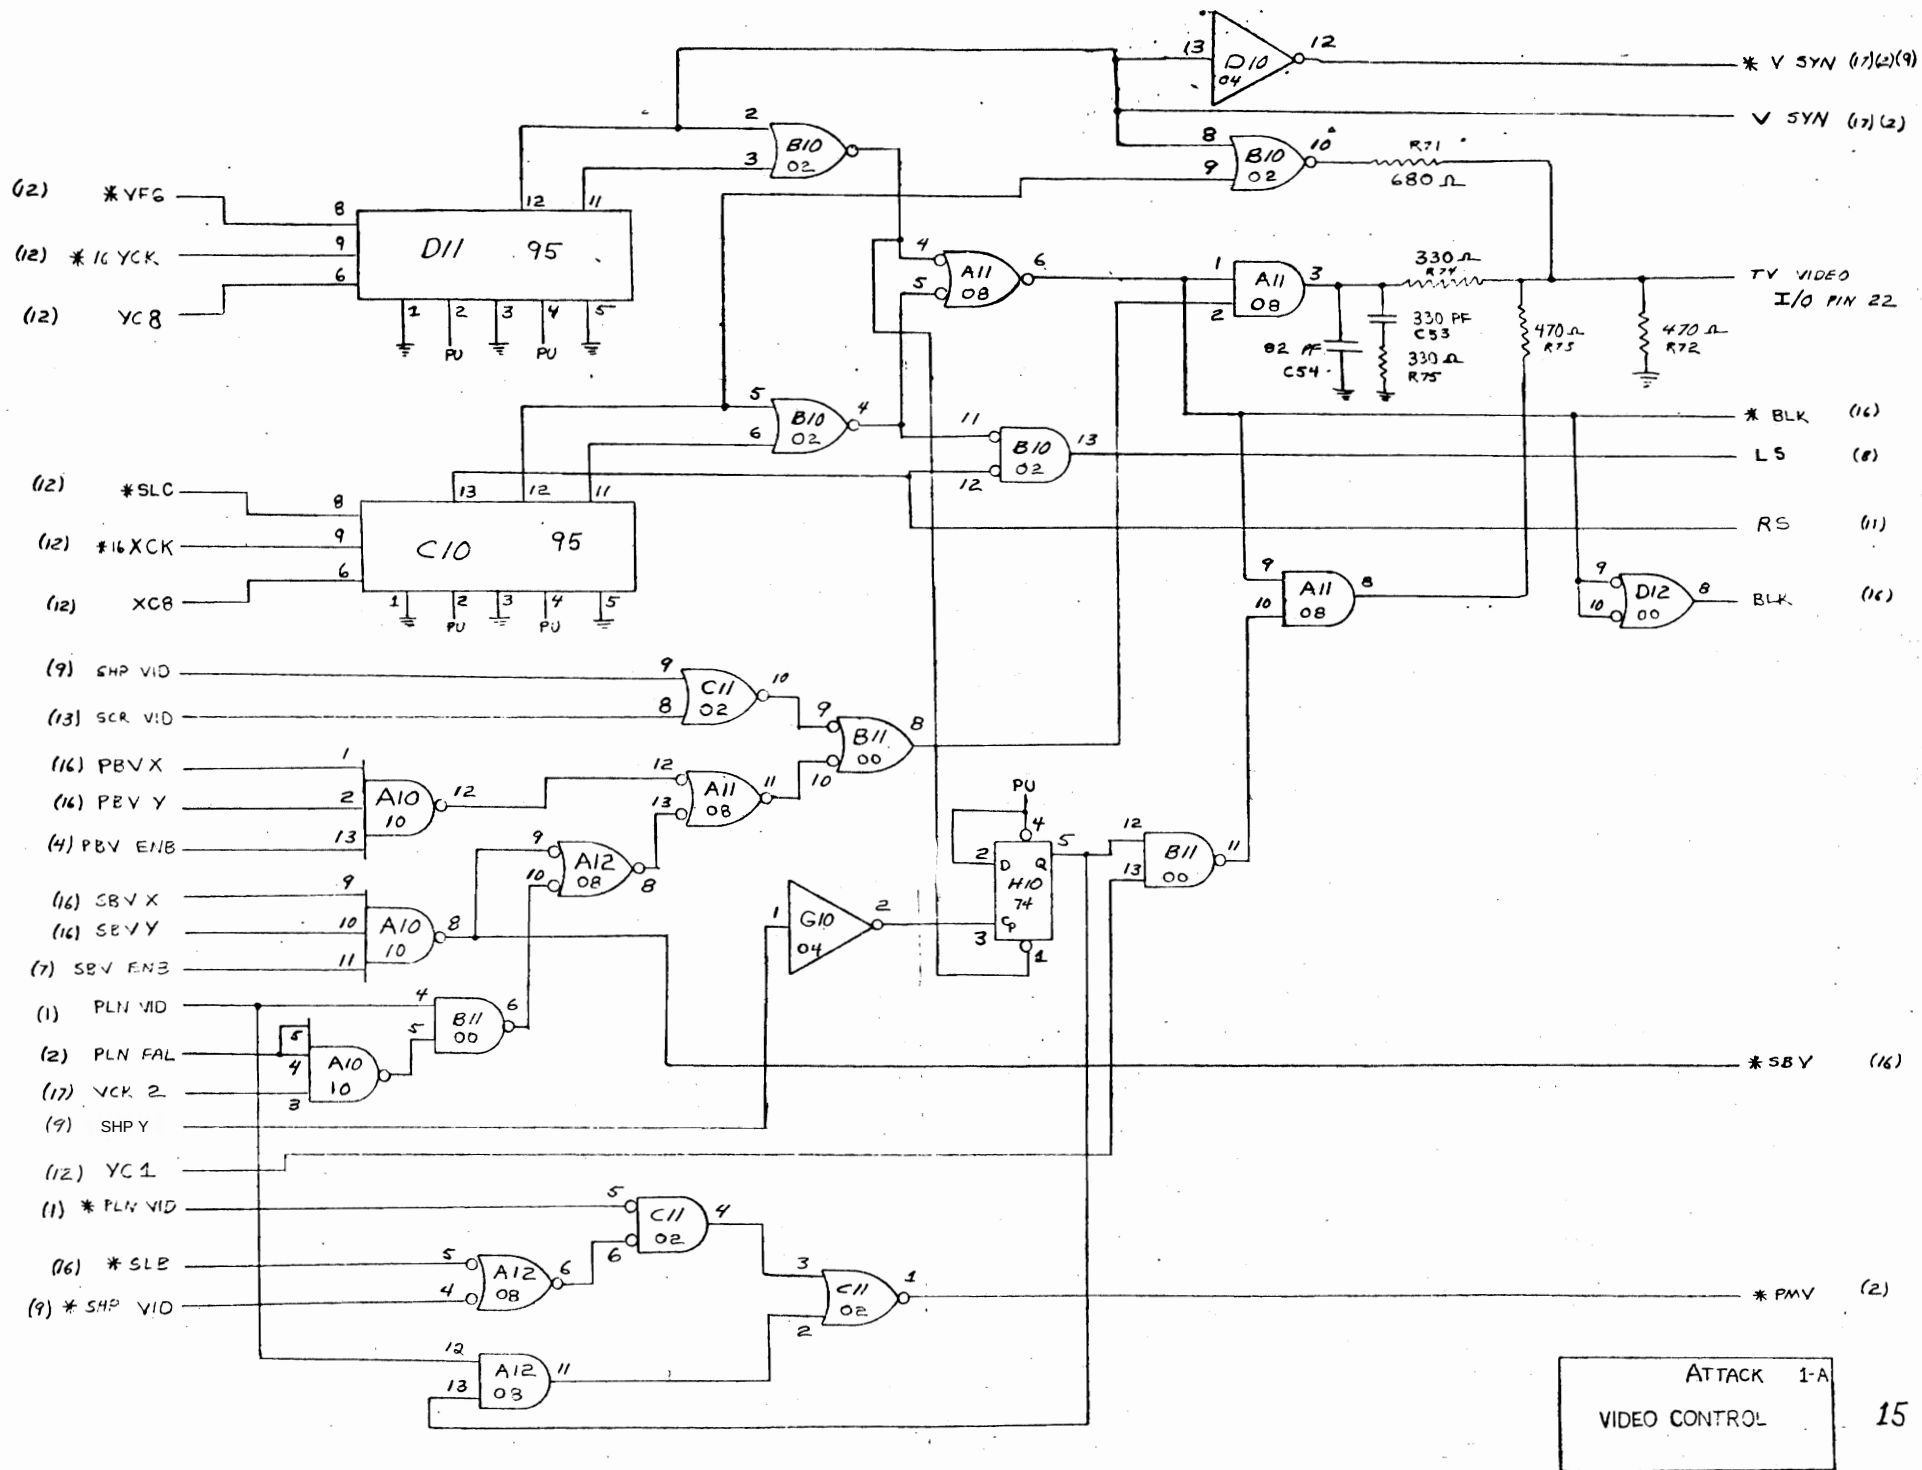 13 D10 04 12 * V SYN (17)(2)(9)
V SYN (17)(2)
2 3 B10 02
8 9 B10 02 10 R71 680 Ω
(12) *VFS
(12) *16 YCK
(12) YC8
8 9 6 D11 95 12 11
1 2 3 4 5
PU PU
4 5 A11 08 6
1 2 A11 08 3
330 Ω R74
TV VIDEO
I/O PIN 22
330 PF C53
330 Ω R75
82 PF C54
470 Ω R73
470 Ω R72
5 6 B10 02 4
11 12 B10 02 13
* BLK (16)
LS (8)
RS (11)
(12) *SLC
(12) *16 XCK
(12) XC8
8 9 6 C10 95 13 12 11
1 2 3 4 5
PU PU
9 10 A11 08 8
9 10 D12 00 8
BLK (16)
(9) SHP VID
(13) SCR VID
9 8 C11 02 10
9 10 B11 00 8
(16) PBV X
(16) PBV Y
(4) PBV ENB
1 2 13 A10 10 12
12 13 A11 08 11
9 10 A12 08 8
(16) SBV X
(16) SBV Y
(7) SBV ENB
9 10 11 A10 10 8
PU
4 2 D Q 5 H10 74 CP 3 1
1 G10 04 2
12 13 B11 00 11
(1) PLN VID
(2) PLN FAL
(17) VCK 2
(9) SHP Y
(12) YC1
4 5 B11 00 6
5 4 3 A10 10
* SBV (16)
(1) * PLN VID
(16) * SLB
(9) * SHP VID
5 6 C11 02 4
5 4 A12 08 6
3 2 C11 02 1
* PMV (2)
12 13 A12 08 11
ATTACK 1-A
VIDEO CONTROL
15